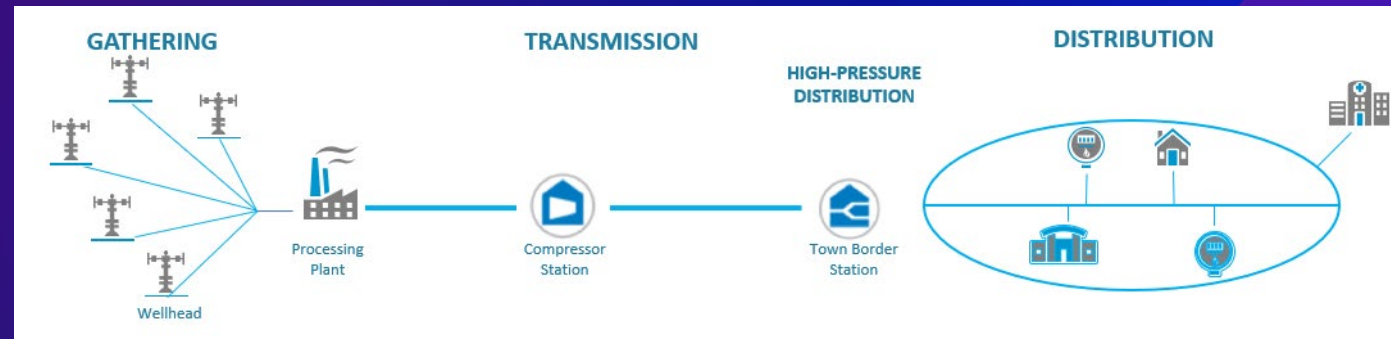 GATHERING
TRANSMISSION
DISTRIBUTION
HIGH-PRESSURE
DISTRIBUTION
Processing
Plant
Compressor
Station
Town Border
Station
Wellhead